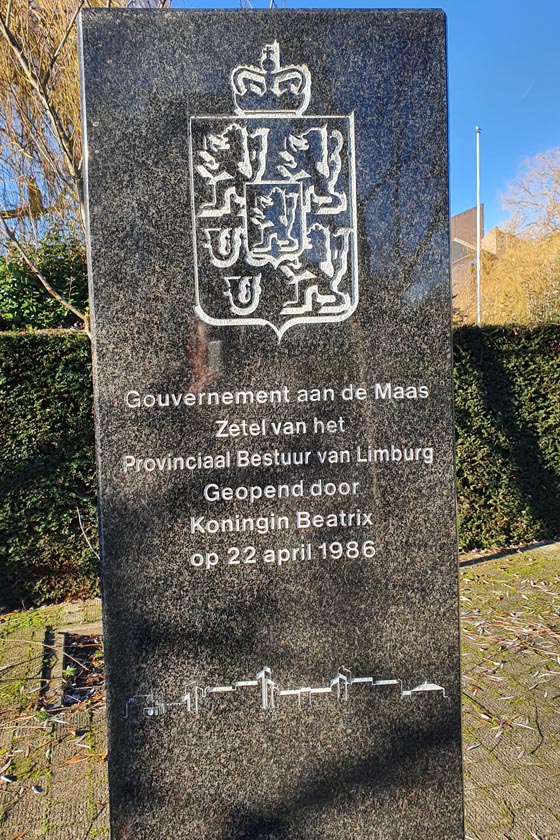 Gouvernement aan de Maas
Zetel van het
Provinciaal Bestuur van Limburg
Geopend door
Koningin Beatrix
op 22 april 1986